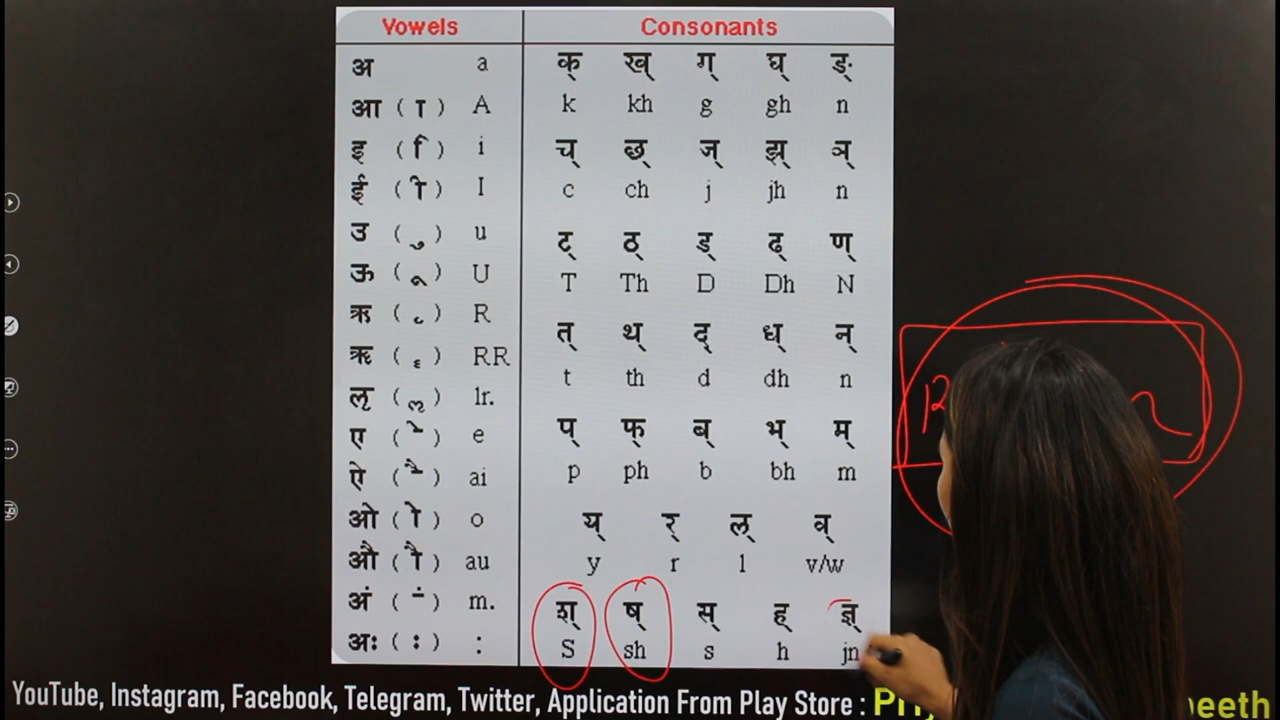 Vowels Consonants
अ a क् ख् ग् घ् ङ्
आ ( ा ) A k kh g gh n
इ ( ि ) i च् छ् ज् झ् ञ्
ई ( ी ) I c ch j jh n
उ ( ु ) u ट् ठ् ड् ढ् ण्
ऊ ( ू ) U T Th D Dh N
ऋ ( ृ ) R त् थ् द् ध् न्
ॠ ( ॄ ) RR t th d dh n
ऌ ( ॢ ) lr. प् फ् ब् भ् म्
ए ( े ) e p ph b bh m
ऐ ( ै ) ai
ओ ( ो ) o य् र् ल् व्
औ ( ौ ) au y r l v/w
अं ( ं ) m. श् ष् स् ह् ज्ञ्
अः ( ः ) : S sh s h jn
YouTube, Instagram, Facebook, Telegram, Twitter, Application From Play Store :